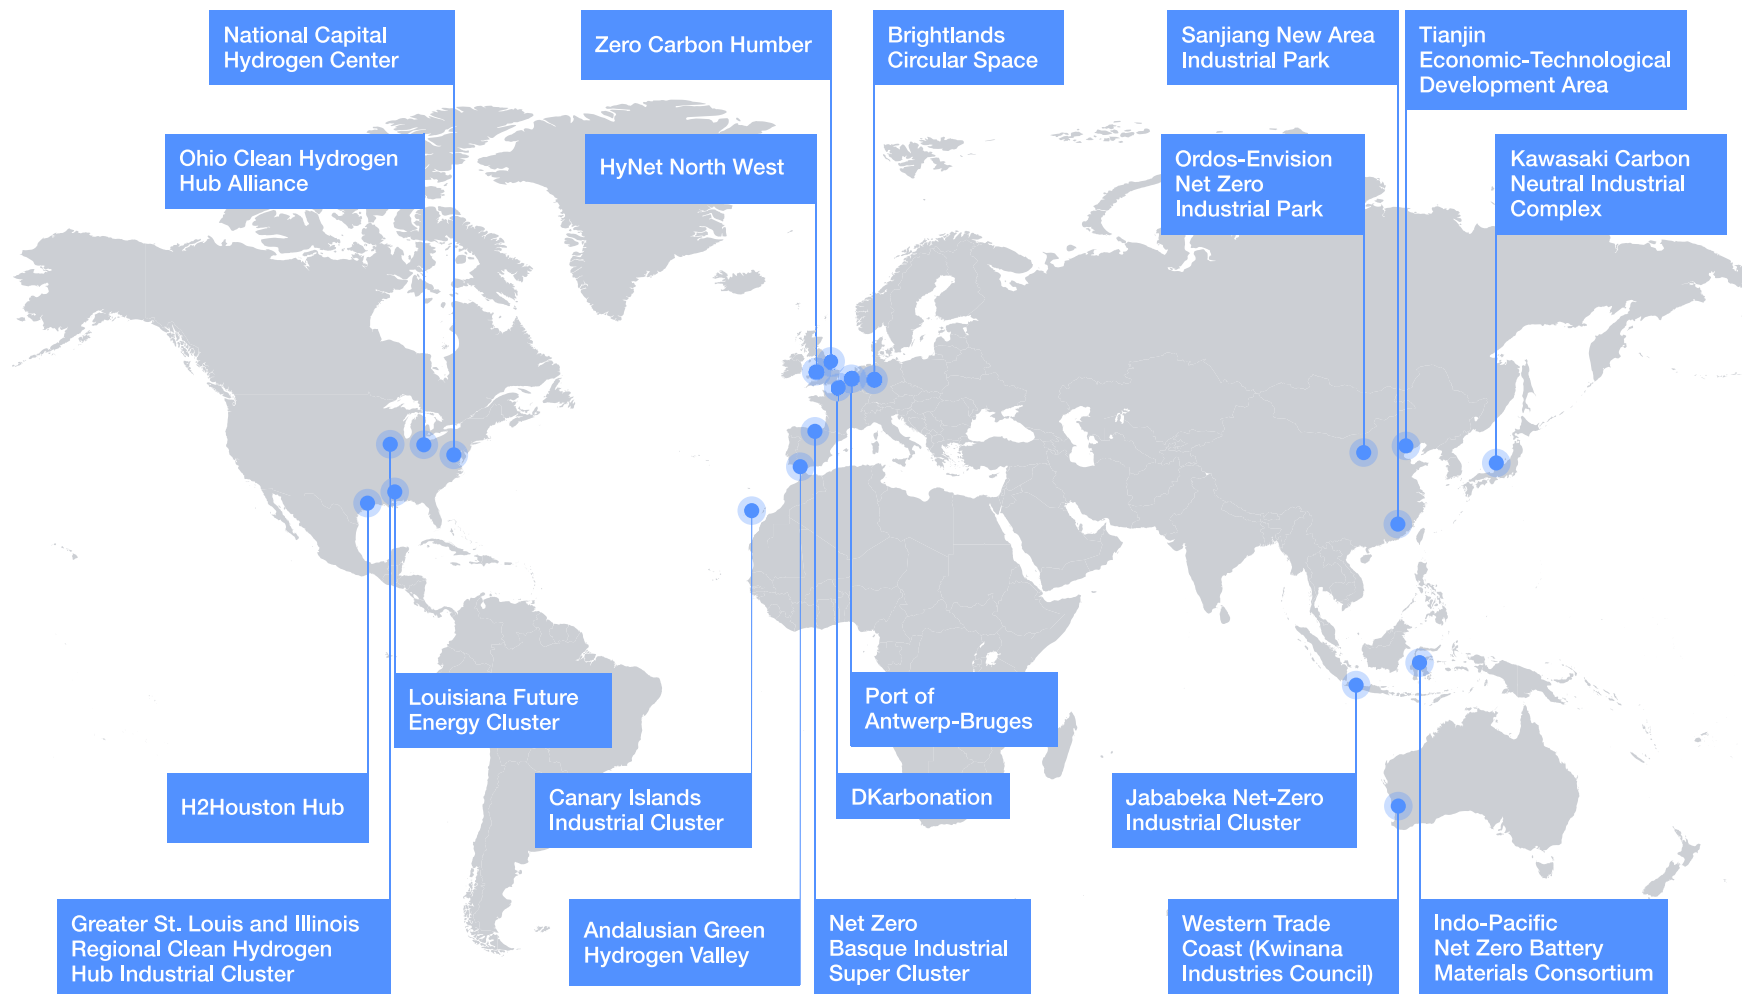 National Capital
Hydrogen Center
Zero Carbon Humber
Brightlands
Circular Space
Sanjiang New Area
Industrial Park
Tianjin
Economic-Technological
Development Area
Ohio Clean Hydrogen
Hub Alliance
HyNet North West
Ordos-Envision
Net Zero
Industrial Park
Kawasaki Carbon
Neutral Industrial
Complex
Louisiana Future
Energy Cluster
Port of
Antwerp-Bruges
H2Houston Hub
Canary Islands
Industrial Cluster
DKarbonation
Jababeka Net-Zero
Industrial Cluster
Greater St. Louis and Illinois
Regional Clean Hydrogen
Hub Industrial Cluster
Andalusian Green
Hydrogen Valley
Net Zero
Basque Industrial
Super Cluster
Western Trade
Coast (Kwinana
Industries Council)
Indo-Pacific
Net Zero Battery
Materials Consortium